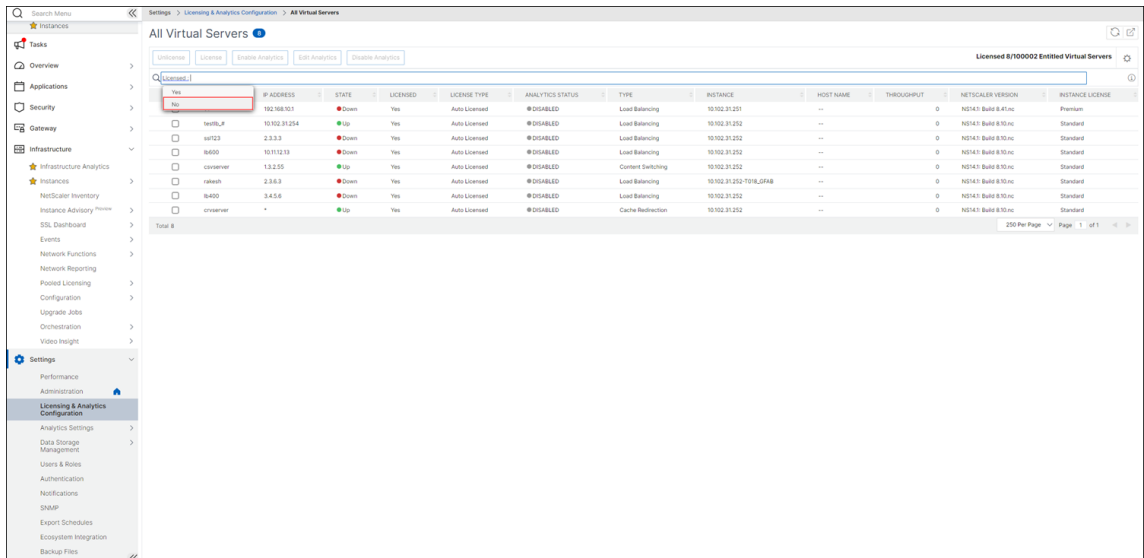 Search Menu
Settings > Licensing & Analytics Configuration > All Virtual Servers
Instances
All Virtual Servers 8
Tasks
Overview
Applications
Security
Gateway
Infrastructure
Infrastructure Analytics
Instances
NetScaler Inventory
Instance Advisory Preview
SSL Dashboard
Events
Network Functions
Network Reporting
Pooled Licensing
Configuration
Upgrade Jobs
Orchestration
Video Insight
Settings
Performance
Administration
Licensing & Analytics
Configuration
Analytics Settings
Data Storage
Management
Users & Roles
Authentication
Notifications
SNMP
Export Schedules
Ecosystem Integration
Backup Files
Unlicense License Enable Analytics Edit Analytics Disable Analytics
Licensed 8/100002 Entitled Virtual Servers
Licensed :
Yes
No
IP ADDRESS STATE LICENSED LICENSE TYPE ANALYTICS STATUS TYPE INSTANCE HOST NAME THROUGHPUT NETSCALER VERSION INSTANCE LICENSE
192.168.10.1 Down Yes Auto Licensed DISABLED Load Balancing 10.102.31.251 -- 0 NS14.1: Build 8.41.nc Premium
testlb_# 10.102.31.254 Up Yes Auto Licensed DISABLED Load Balancing 10.102.31.252 -- 0 NS14.1: Build 8.10.nc Standard
ssl123 2.3.3.3 Down Yes Auto Licensed DISABLED Load Balancing 10.102.31.252 -- 0 NS14.1: Build 8.10.nc Standard
lb600 10.11.12.13 Down Yes Auto Licensed DISABLED Load Balancing 10.102.31.252 -- 0 NS14.1: Build 8.10.nc Standard
csvserver 1.3.2.55 Up Yes Auto Licensed DISABLED Content Switching 10.102.31.252 -- 0 NS14.1: Build 8.10.nc Standard
rakesh 2.3.6.3 Down Yes Auto Licensed DISABLED Load Balancing 10.102.31.252-T018_GFAB -- 0 NS14.1: Build 8.10.nc Standard
lb400 3.4.5.6 Down Yes Auto Licensed DISABLED Load Balancing 10.102.31.252 -- 0 NS14.1: Build 8.10.nc Standard
crvserver * Up Yes Auto Licensed DISABLED Cache Redirection 10.102.31.252 -- 0 NS14.1: Build 8.10.nc Standard
Total 8
250 Per Page Page 1 of 1